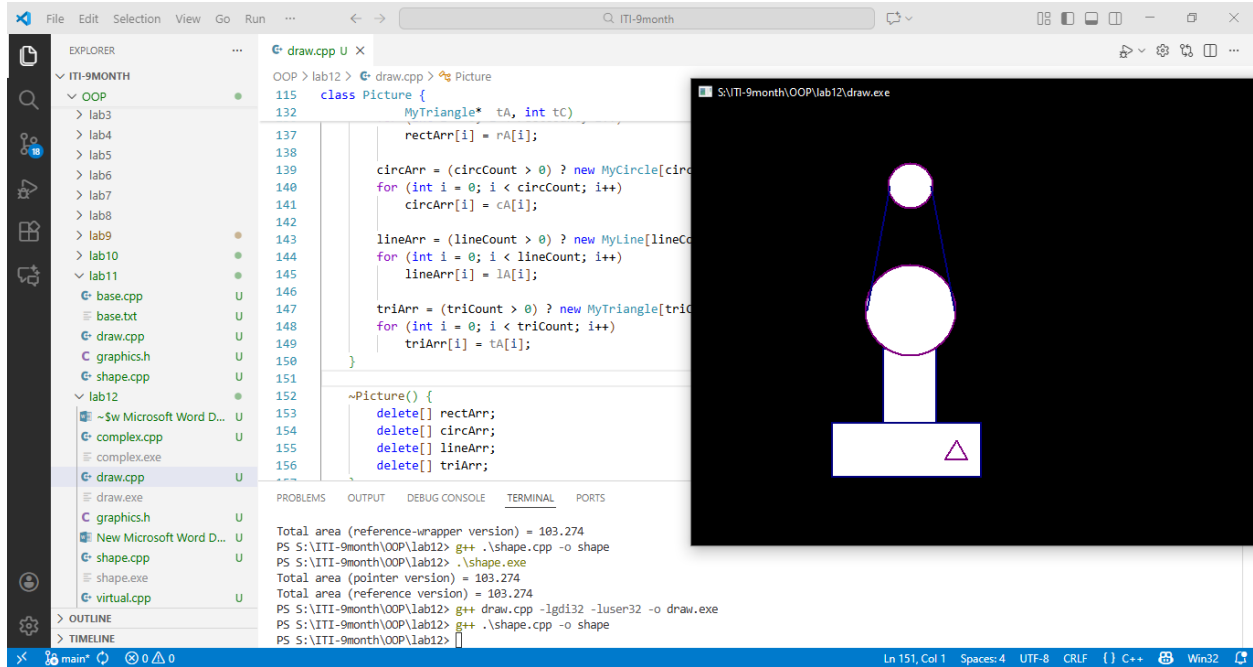 File Edit Selection View Go Run ··· ITI-9month
EXPLORER ···
ITI-9MONTH
OOP
lab3
lab4
lab5
lab6
lab7
lab8
lab9
lab10
lab11
base.cpp U
base.txt U
draw.cpp U
graphics.h U
shape.cpp U
lab12
~$w Microsoft Word D... U
complex.cpp U
complex.exe
draw.cpp U
draw.exe
graphics.h U
New Microsoft Word D... U
shape.cpp U
shape.exe
virtual.cpp U
OUTLINE
TIMELINE
18
draw.cpp U
OOP > lab12 > draw.cpp > Picture
115 class Picture {
132 MyTriangle* tA, int tC)
137 rectArr[i] = rA[i];
138
139 circArr = (circCount > 0) ? new MyCircle[circ
140 for (int i = 0; i < circCount; i++)
141 circArr[i] = cA[i];
142
143 lineArr = (lineCount > 0) ? new MyLine[lineCo
144 for (int i = 0; i < lineCount; i++)
145 lineArr[i] = lA[i];
146
147 triArr = (triCount > 0) ? new MyTriangle[triC
148 for (int i = 0; i < triCount; i++)
149 triArr[i] = tA[i];
150 }
151
152 ~Picture() {
153 delete[] rectArr;
154 delete[] circArr;
155 delete[] lineArr;
156 delete[] triArr;
S:\ITI-9month\OOP\lab12\draw.exe
PROBLEMS OUTPUT DEBUG CONSOLE TERMINAL PORTS
Total area (reference-wrapper version) = 103.274
PS S:\ITI-9month\OOP\lab12> g++ .\shape.cpp -o shape
PS S:\ITI-9month\OOP\lab12> .\shape.exe
Total area (pointer version) = 103.274
Total area (reference version) = 103.274
PS S:\ITI-9month\OOP\lab12> g++ draw.cpp -lgdi32 -luser32 -o draw.exe
PS S:\ITI-9month\OOP\lab12> g++ .\shape.cpp -o shape
PS S:\ITI-9month\OOP\lab12>
main* 0 0 Ln 151, Col 1 Spaces: 4 UTF-8 CRLF {} C++ Win32